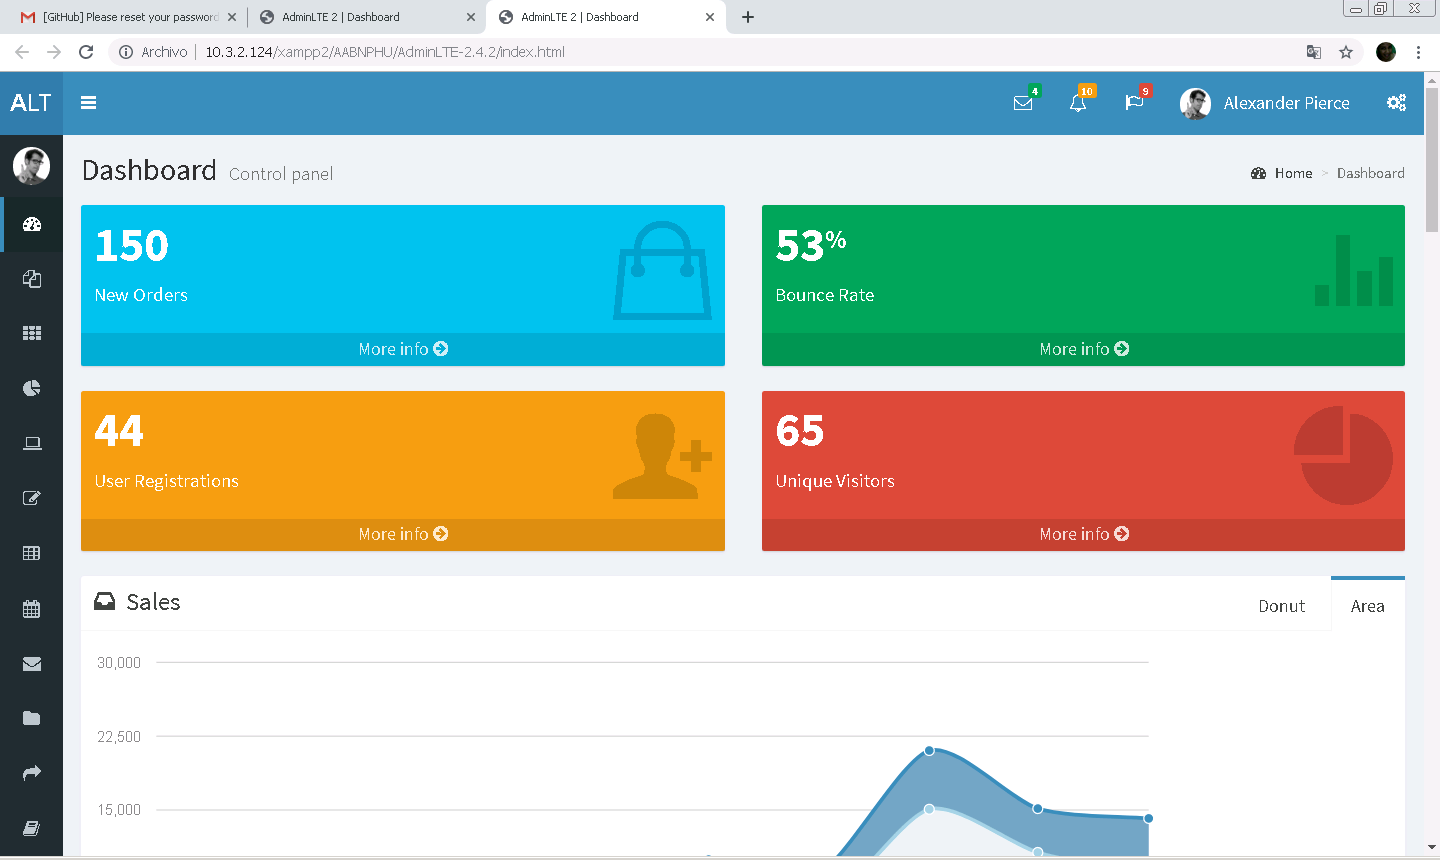 [GitHub] Please reset your password
AdminLTE 2 | Dashboard
AdminLTE 2 | Dashboard
Archivo | 10.3.2.124/xampp2/AABNPHU/AdminLTE-2.4.2/index.html
ALT
4
10
9
Alexander Pierce
Dashboard Control panel
Home > Dashboard
150
New Orders
More info
53%
Bounce Rate
More info
44
User Registrations
More info
65
Unique Visitors
More info
Sales
Donut
Area
30,000
22,500
15,000